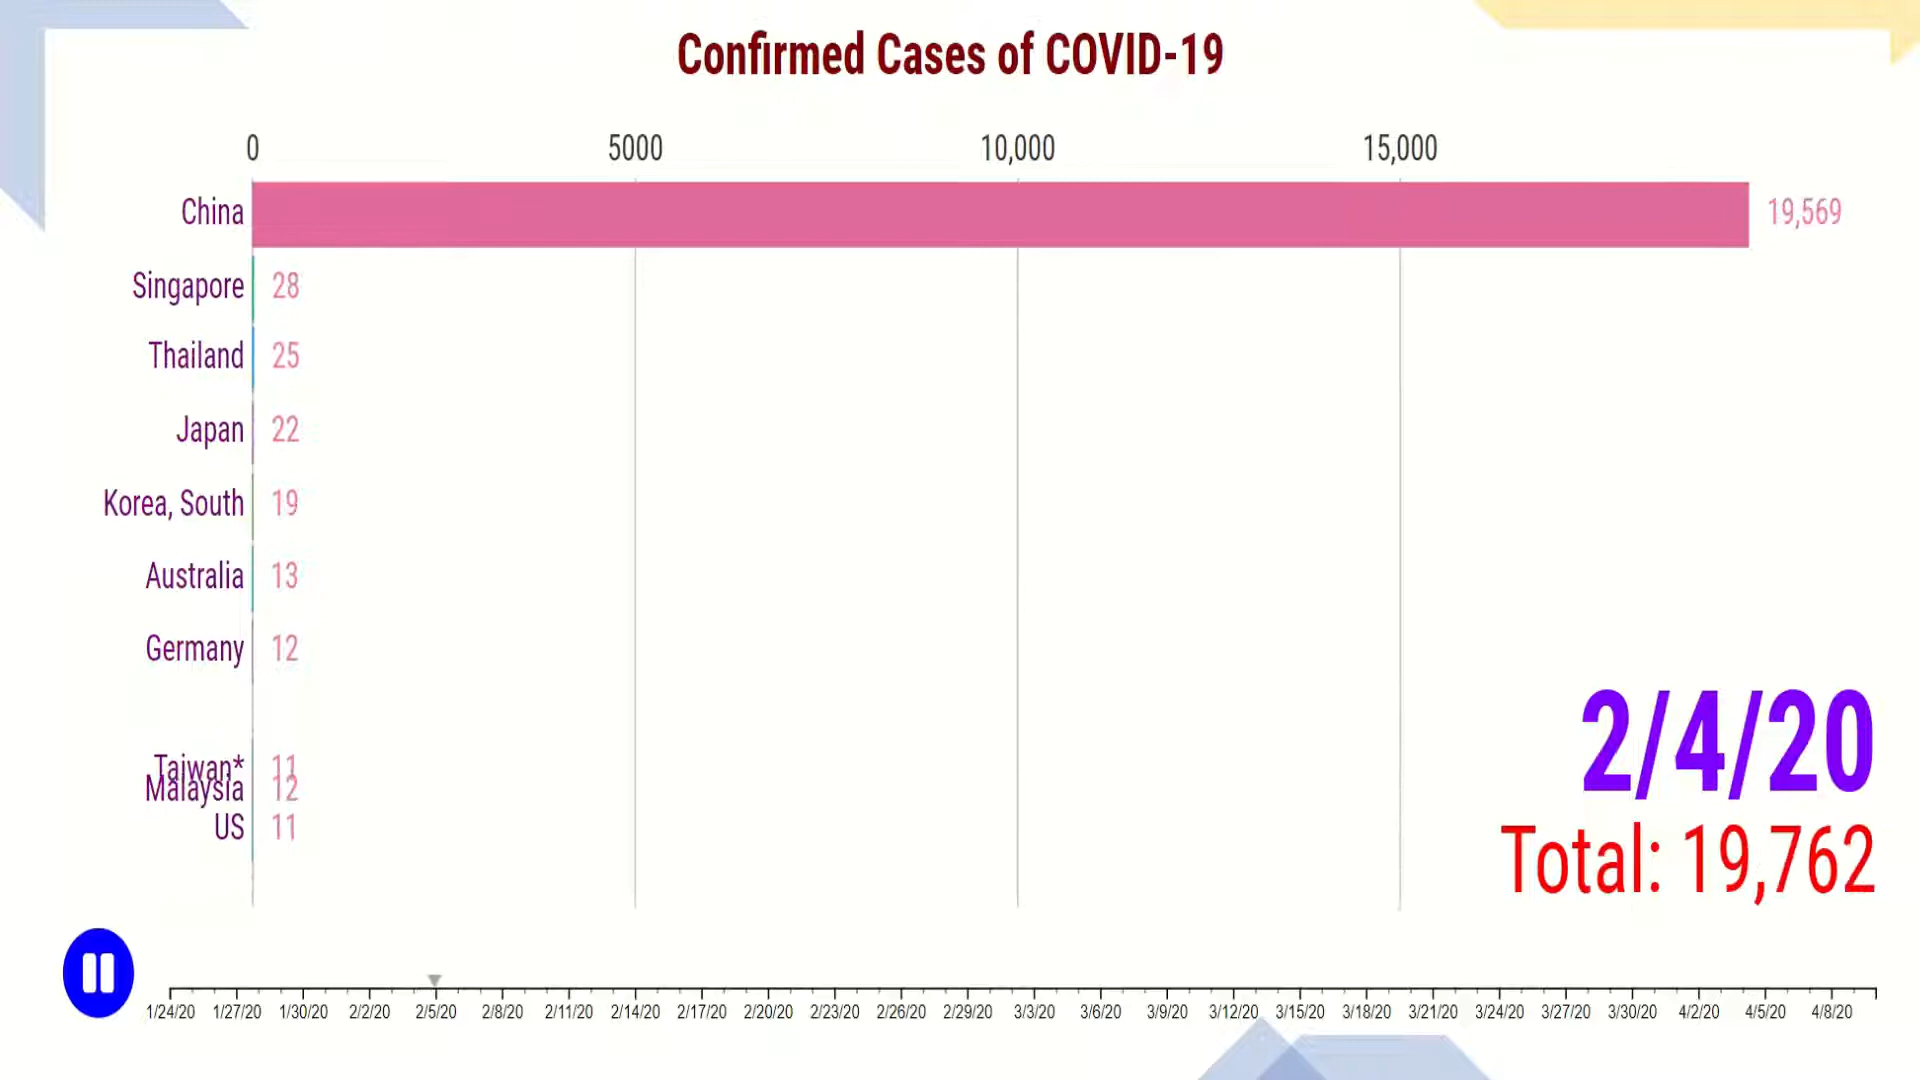 Confirmed Cases of COVID-19
0 5000 10,000 15,000
China 19,569
Singapore 28
Thailand 25
Japan 22
Korea, South 19
Australia 13
Germany 12
Taiwan* 11
Malaysia 12
US 11
2/4/20
Total: 19,762
1/24/20 1/27/20 1/30/20 2/2/20 2/5/20 2/8/20 2/11/20 2/14/20 2/17/20 2/20/20 2/23/20 2/26/20 2/29/20 3/3/20 3/6/20 3/9/20 3/12/20 3/15/20 3/18/20 3/21/20 3/24/20 3/27/20 3/30/20 4/2/20 4/5/20 4/8/20